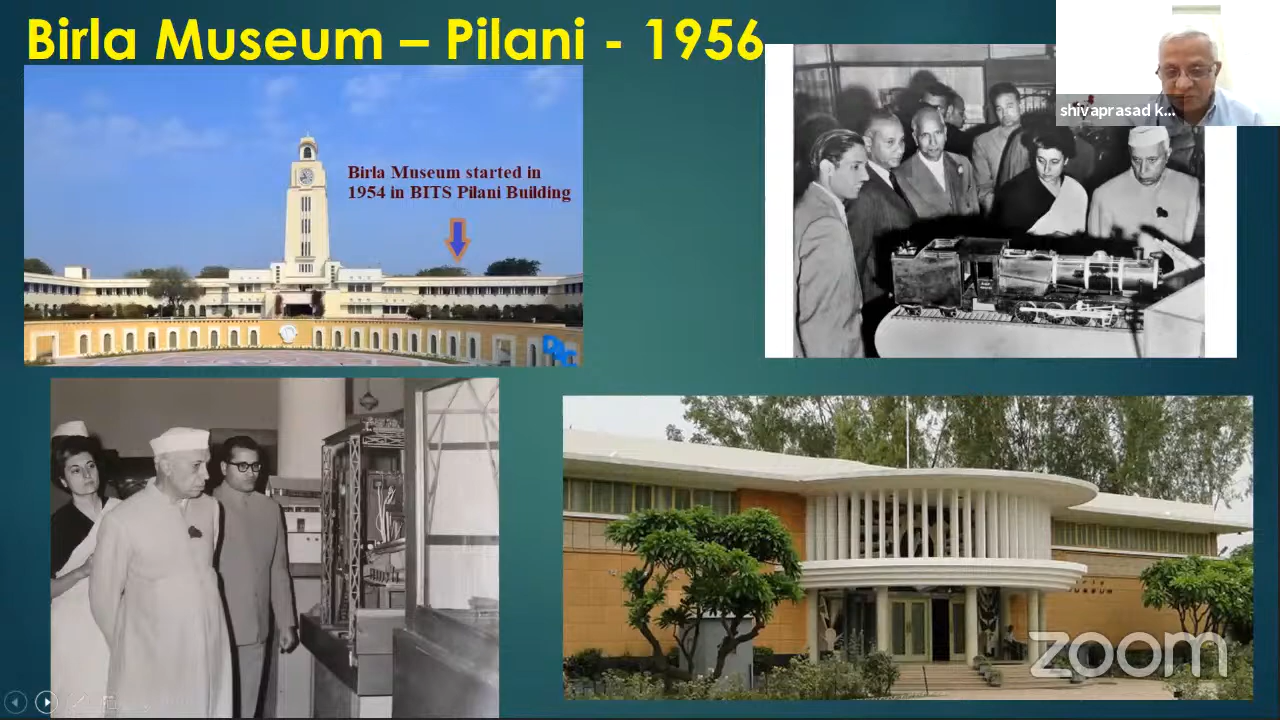 Birla Museum – Pilani - 1956
shivaprasad k...
Birla Museum started in
1954 in BITS Pilani Building
zoom